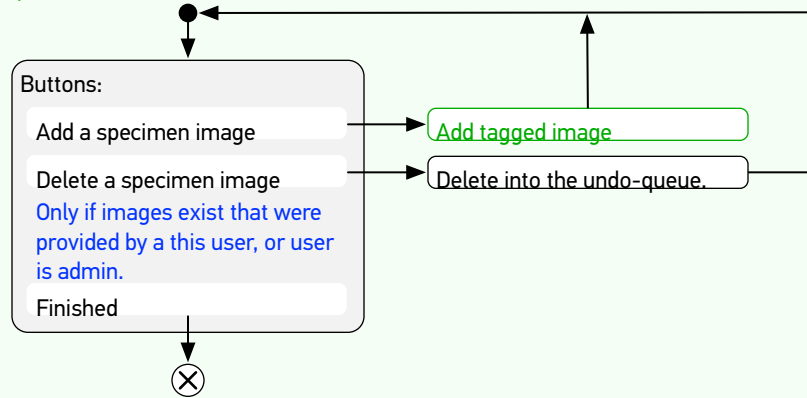 Buttons:
Add a specimen image
Add tagged image
Delete a specimen image
Delete into the undo-queue.
Only if images exist that were
provided by a this user, or user
is admin.
Finished